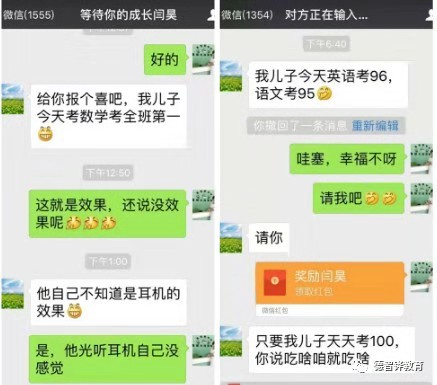 微信(1555) 等待你的成长闫昊
好的
给你报个喜吧，我儿子
今天考数学考全班第一
下午12:50
这就是效果，还说没效
果呢
下午1:00
他自己不知道是耳机的
效果
是，他光听耳机自己没
感觉
微信(1354) 对方正在输入...
下午6:40
我儿子今天英语考96，
语文考95
你撤回了一条消息 重新编辑
哇塞，幸福不呀
请我吧
请你
奖励闫昊
领取红包
微信红包
只要我儿子天天考100，
你说吃啥咱就吃啥
德智评教育